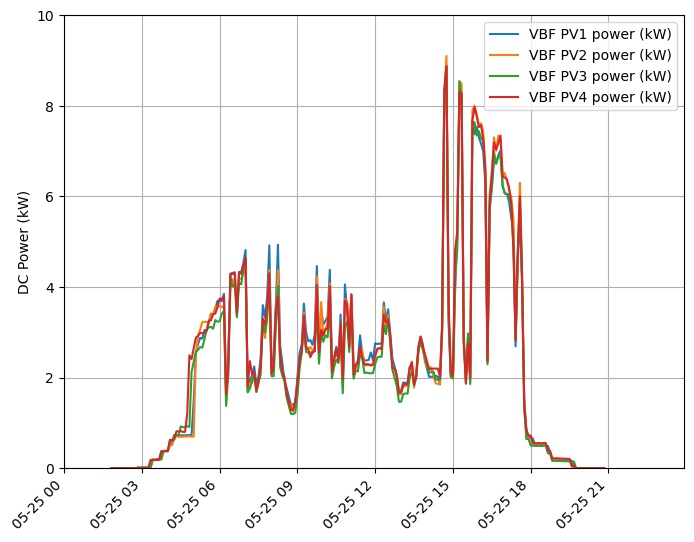 10
8
6
4
2
0
DC Power (kW)
VBF PV1 power (kW)
VBF PV2 power (kW)
VBF PV3 power (kW)
VBF PV4 power (kW)
05-25 00
05-25 03
05-25 06
05-25 09
05-25 12
05-25 15
05-25 18
05-25 21